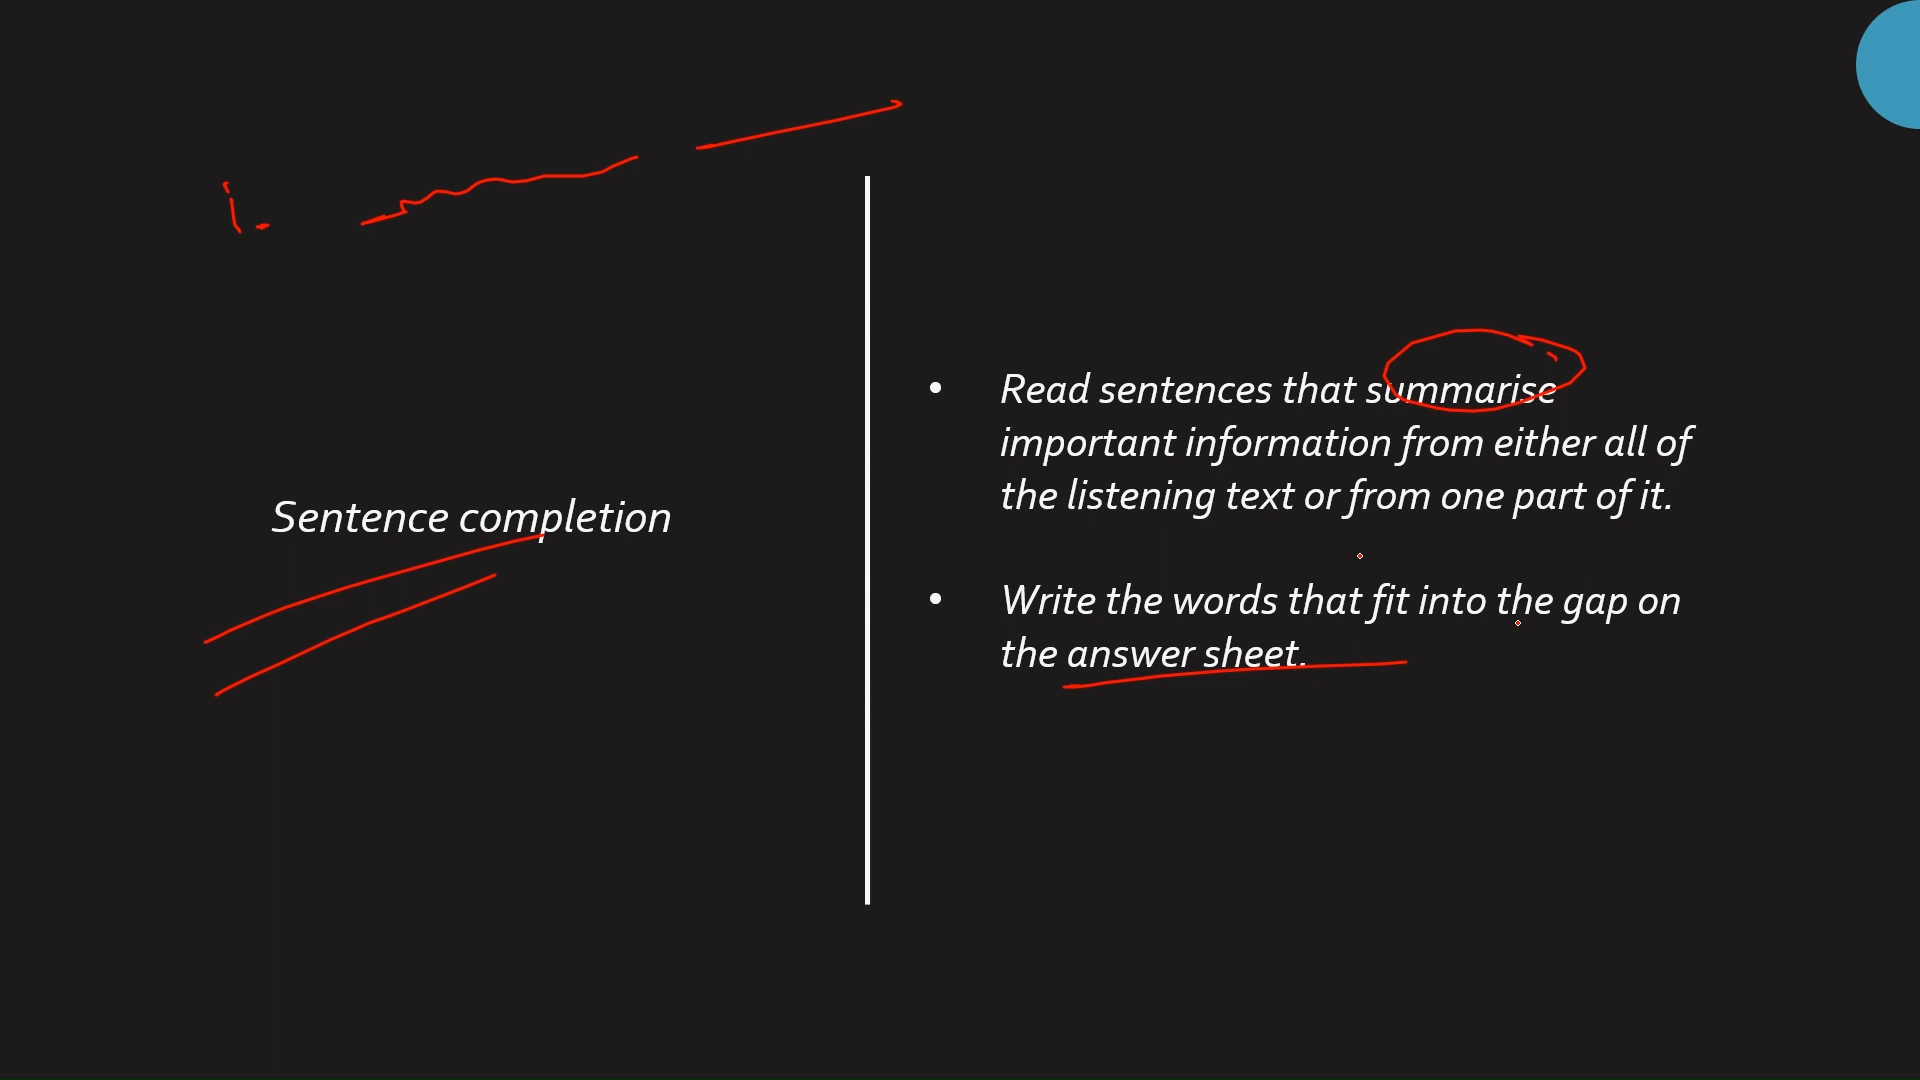 1.
Sentence completion
• Read sentences that summarise
important information from either all of
the listening text or from one part of it.
• Write the words that fit into the gap on
the answer sheet.